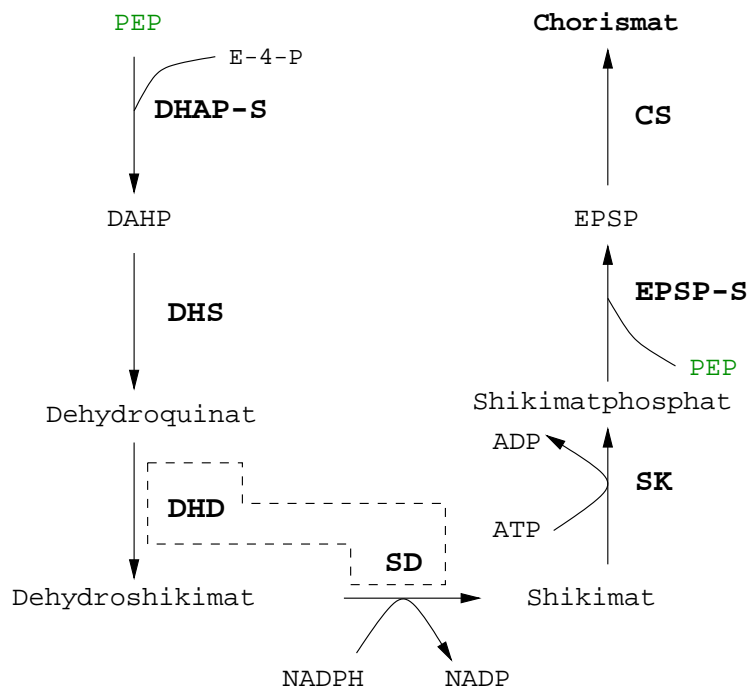 PEP
E-4-P
DHAP-S
DAHP
DHS
Dehydroquinat
DHD
SD
Dehydroshikimat
NADPH
NADP
Shikimat
ATP
ADP
SK
Shikimatphosphat
PEP
EPSP-S
EPSP
CS
Chorismat